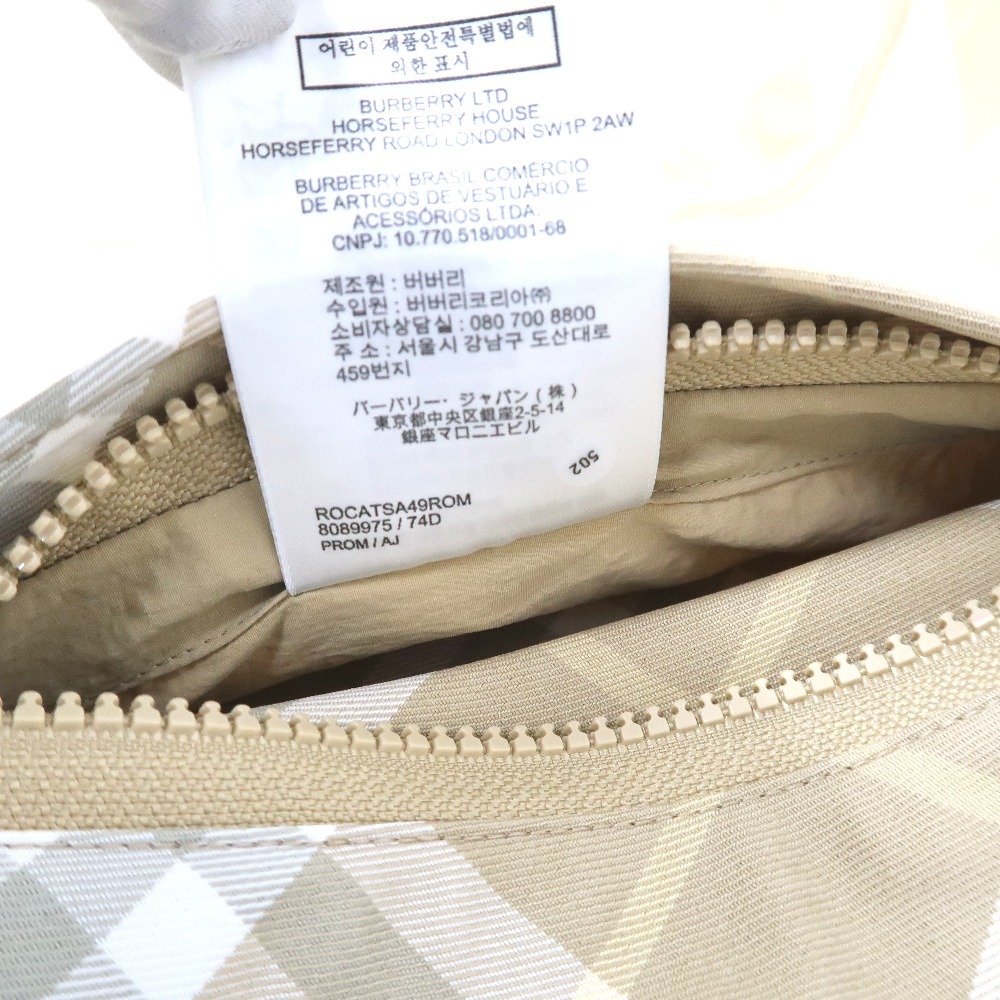 어린이 제품안전특별법에
의한 표시
BURBERRY LTD
HORSEFERRY HOUSE
HORSEFERRY ROAD LONDON SW1P 2AW
BURBERRY BRASIL COMÉRCIO
DE ARTIGOS DE VESTUÁRIO E
ACESSÓRIOS LTDA.
CNPJ: 10.770.518/0001-68
제조원 : 버버리
수입원 : 버버리코리아㈜
소비자상담실 : 080 700 8800
주 소 : 서울시 강남구 도산대로
459번지
バーバリー・ジャパン ( 株 )
東京都中央区銀座2-5-14
銀座マロニエビル
502
ROCATSA49ROM
8089975 / 74D
PROM / AJ